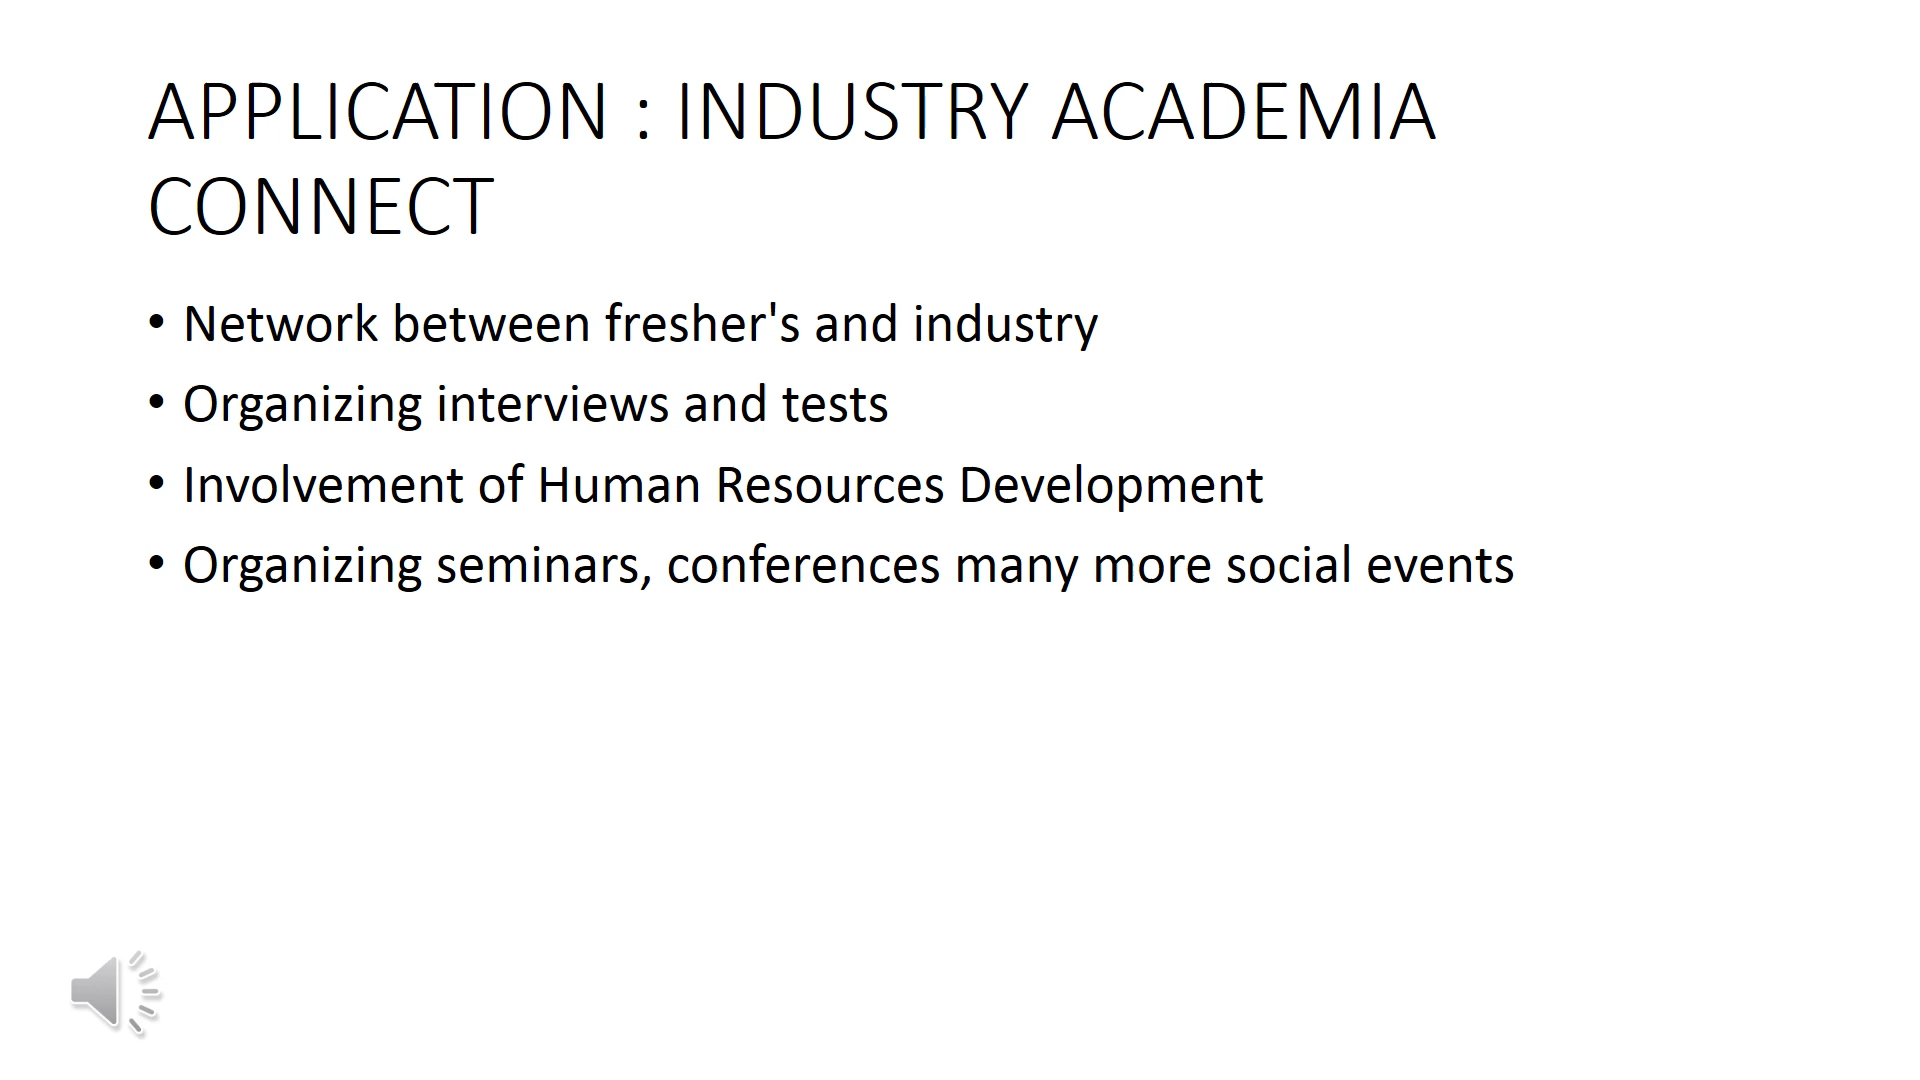 APPLICATION : INDUSTRY ACADEMIA
CONNECT
• Network between fresher's and industry
• Organizing interviews and tests
• Involvement of Human Resources Development
• Organizing seminars, conferences many more social events